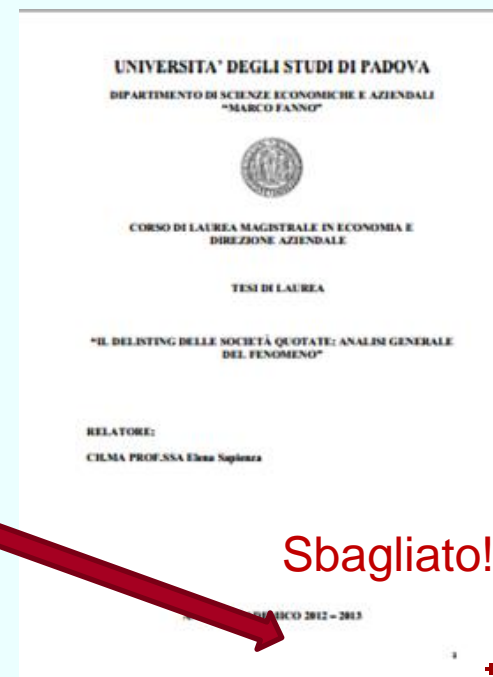 UNIVERSITA' DEGLI STUDI DI PADOVA
DIPARTIMENTO DI SCIENZE ECONOMICHE E AZIENDALI
"MARCO FANNO"
CORSO DI LAUREA MAGISTRALE IN ECONOMIA E
DIREZIONE AZIENDALE
TESI DI LAUREA
"IL DELISTING DELLE SOCIETÀ QUOTATE: ANALISI GENERALE
DEL FENOMENO"
RELATORE:
CH.MA PROF.SSA Elena Sapienza
Sbagliato!
2012 – 2013